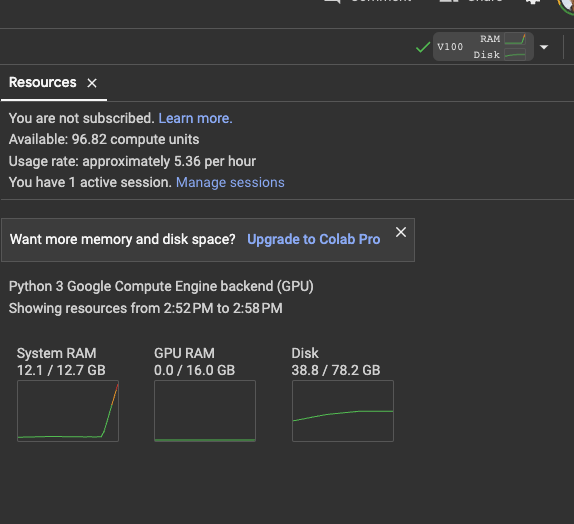 Comment
Share
V100
RAM
Disk
Resources
You are not subscribed. Learn more.
Available: 96.82 compute units
Usage rate: approximately 5.36 per hour
You have 1 active session. Manage sessions
Want more memory and disk space? Upgrade to Colab Pro
Python 3 Google Compute Engine backend (GPU)
Showing resources from 2:52 PM to 2:58 PM
System RAM
12.1 / 12.7 GB
GPU RAM
0.0 / 16.0 GB
Disk
38.8 / 78.2 GB